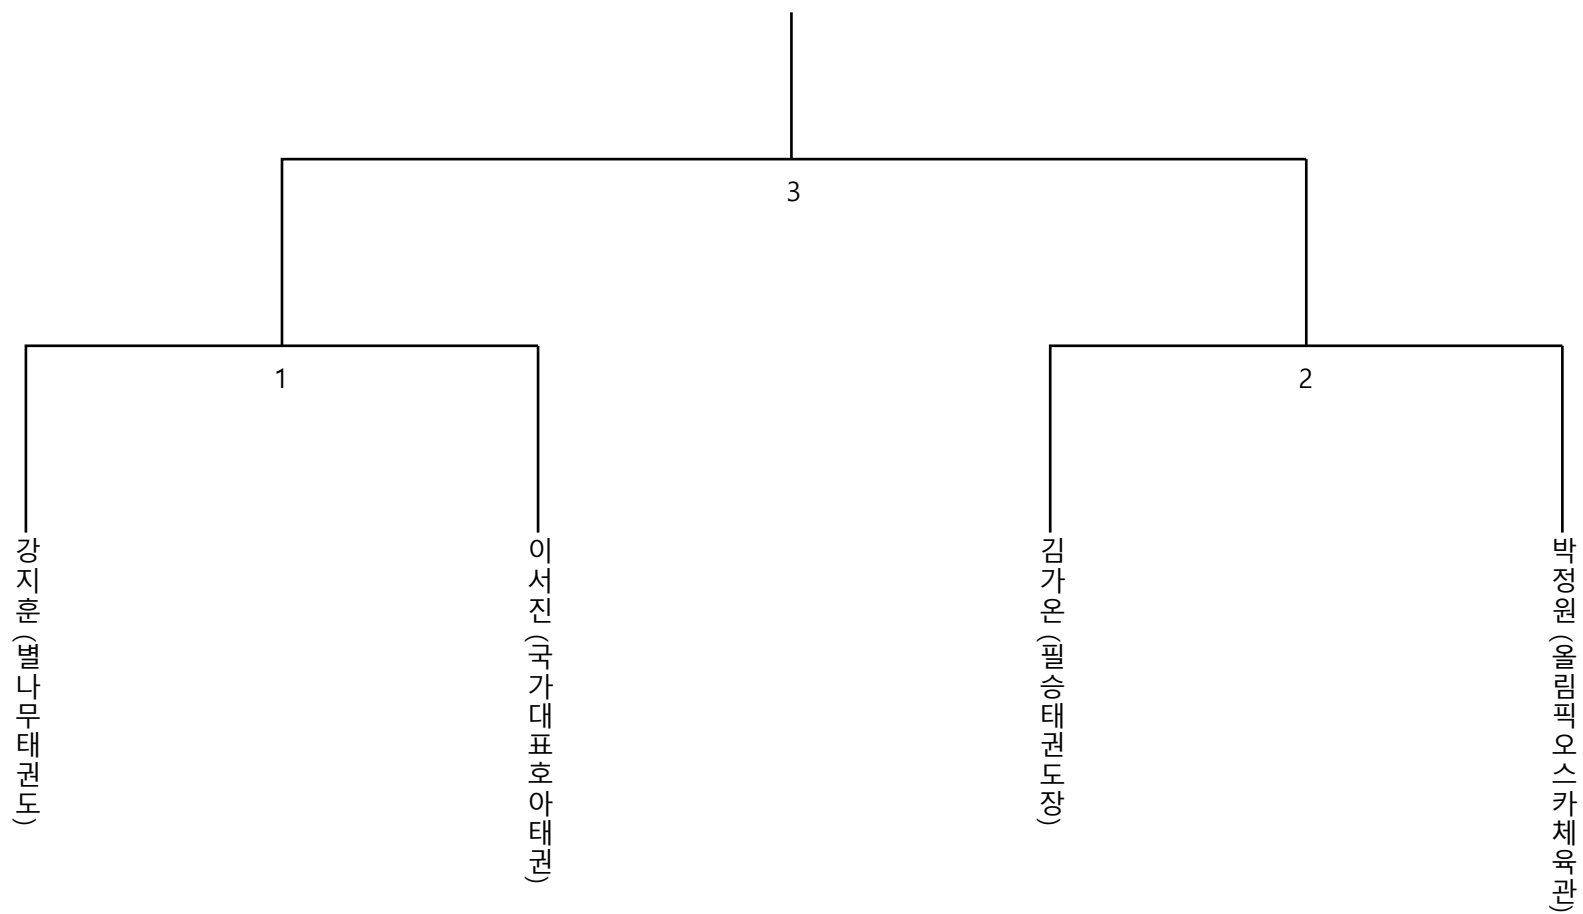 3
1
2
강지훈 (별나무태권도)
이서진 (국가대표호아태권)
김가온 (필승태권도장)
박정원 (올림픽오스카체육관)